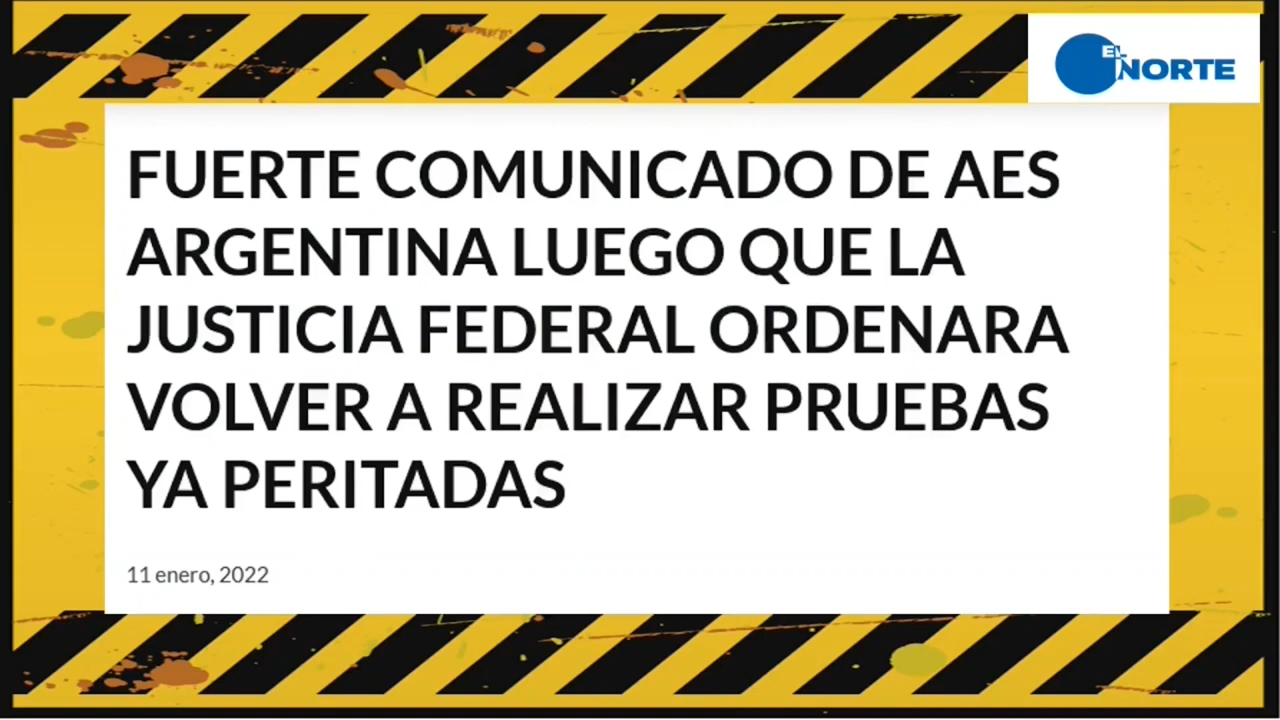 EL
NORTE
FUERTE COMUNICADO DE AES
ARGENTINA LUEGO QUE LA
JUSTICIA FEDERAL ORDENARA
VOLVER A REALIZAR PRUEBAS
YA PERITADAS
11 enero, 2022